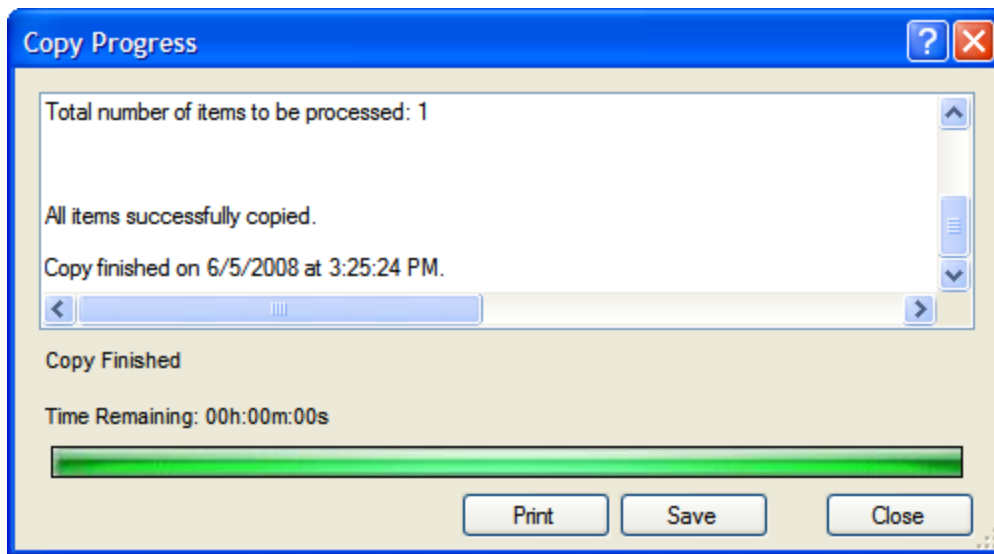 Copy Progress
Total number of items to be processed: 1
All items successfully copied.
Copy finished on 6/5/2008 at 3:25:24 PM.
Copy Finished
Time Remaining: 00h:00m:00s
Print Save Close